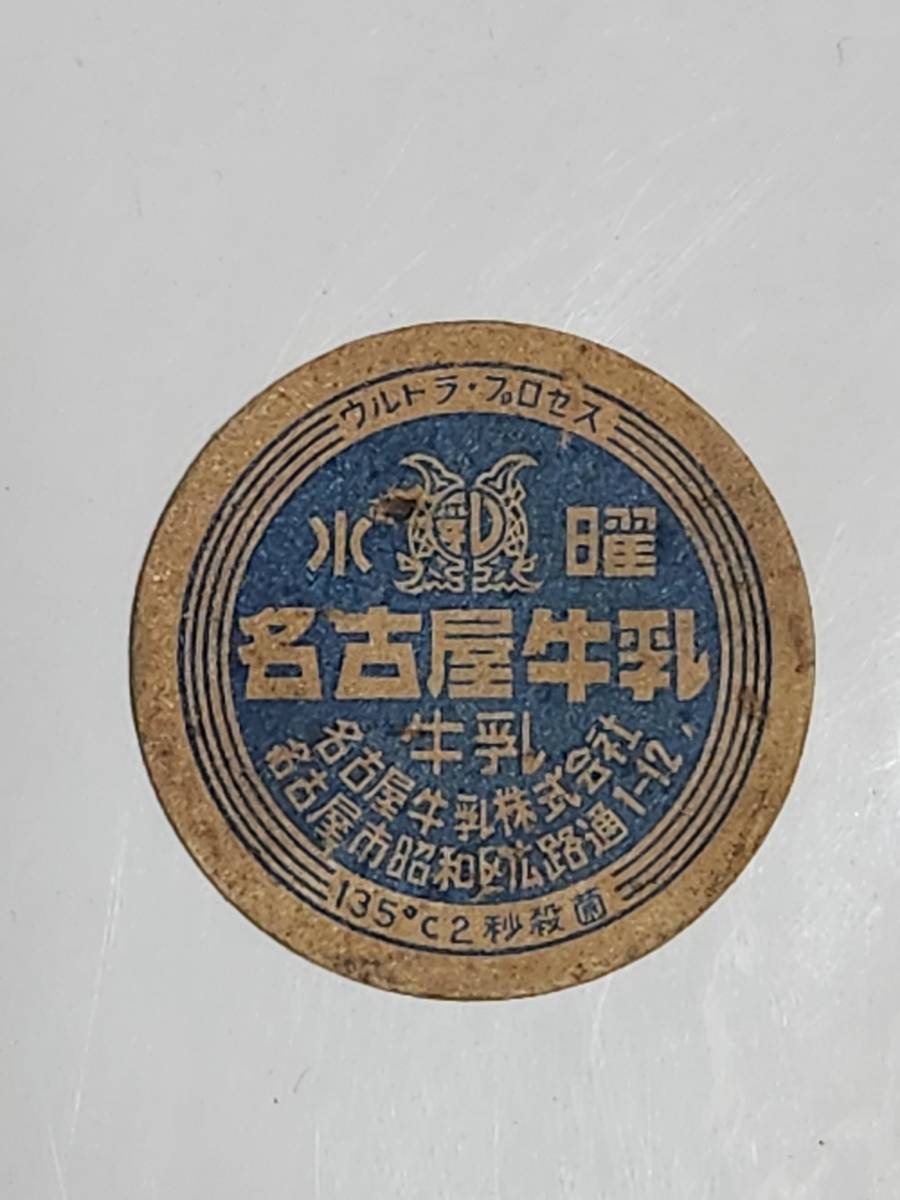 ウルトラ・プロセス
乳
水曜
名古屋牛乳
牛乳
名古屋牛乳株式会社
名古屋市昭和区広路通1-12
135°C2秒殺菌